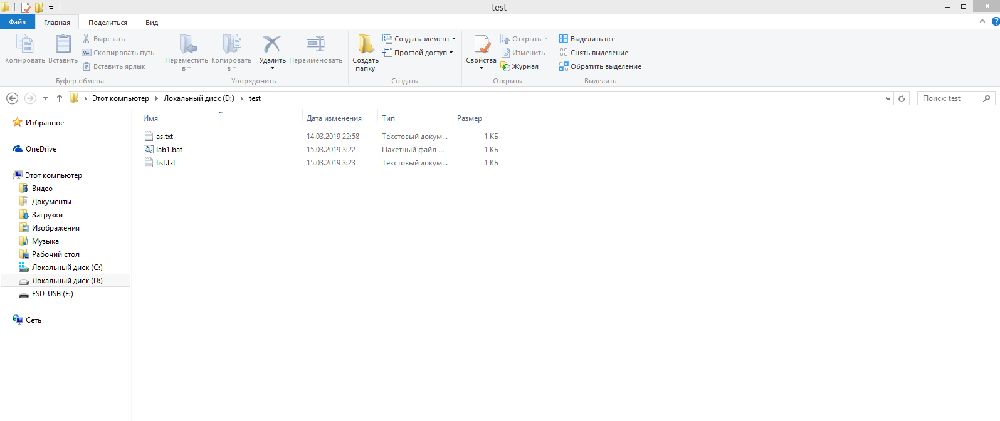 test
Файл Главная Поделиться Вид
Копировать Вставить Вырезать
Скопировать путь
Вставить ярлык
Буфер обмена
Переместить в Копировать в Удалить Переименовать
Упорядочить
Создать папку Создать элемент
Простой доступ
Создать
Свойства Открыть
Изменить
Журнал
Открыть
Выделить все
Снять выделение
Обратить выделение
Выделить
Этот компьютер Локальный диск (D:) test Поиск: test
Избранное
OneDrive
Этот компьютер
Видео
Документы
Загрузки
Изображения
Музыка
Рабочий стол
Локальный диск (C:)
Локальный диск (D:)
ESD-USB (F:)
Сеть
Имя Дата изменения Тип Размер
as.txt 14.03.2019 22:58 Текстовый докум... 1 КБ
lab1.bat 15.03.2019 3:22 Пакетный файл ... 1 КБ
list.txt 15.03.2019 3:23 Текстовый докум... 1 КБ